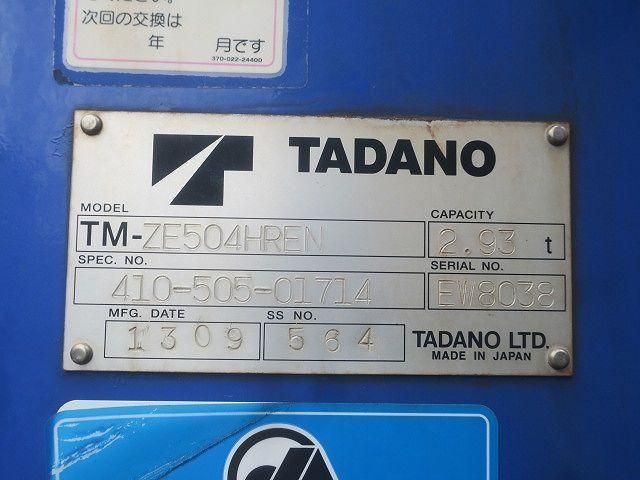 次回の交換は
年 月です
370-022-24400
TADANO
MODEL CAPACITY
TM-ZE504HREN 2.93 t
SPEC. NO. SERIAL NO.
410-505-01714 EW8038
MFG. DATE SS NO.
1309 564 TADANO LTD.
MADE IN JAPAN